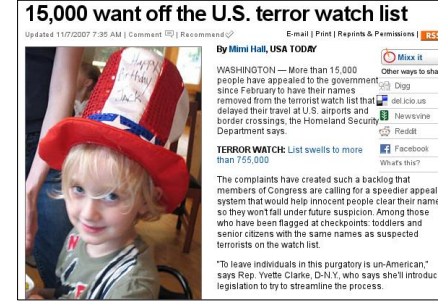 15,000 want off the U.S. terror watch list
Updated 11/7/2007 7:35 AM | Comment | Recommend
E-mail | Print | Reprints & Permissions | RSS
By Mimi Hall, USA TODAY
WASHINGTON — More than 15,000
people have appealed to the government
since February to have their names
removed from the terrorist watch list that
delayed their travel at U.S. airports and
border crossings, the Homeland Security
Department says.
TERROR WATCH: List swells to more
than 755,000
The complaints have created such a backlog that
members of Congress are calling for a speedier appeal
system that would help innocent people clear their name
so they won't fall under future suspicion. Among those
who have been flagged at checkpoints: toddlers and
senior citizens with the same names as suspected
terrorists on the watch list.
"To leave individuals in this purgatory is un-American,"
says Rep. Yvette Clarke, D-N.Y., who says she'll introduc
legislation to try to streamline the process.
Mixx it
Other ways to sha
Digg
del.icio.us
Newsvine
Reddit
Facebook
What's this?
Happy
Birthday
Jack